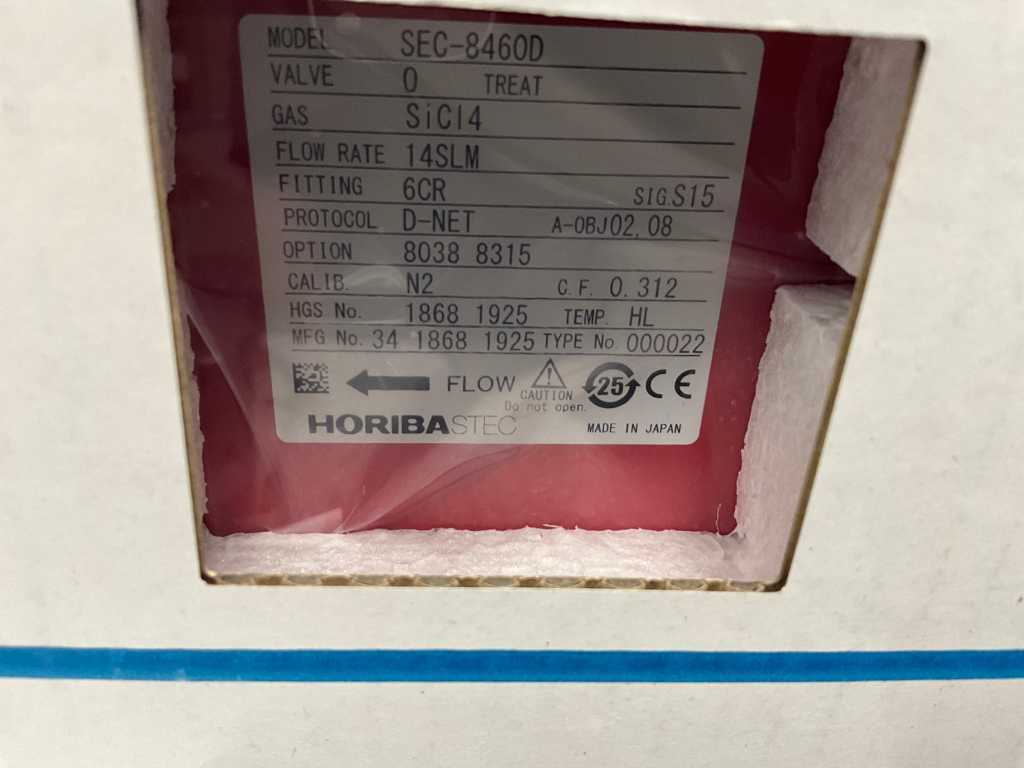 MODEL SEC-8460D
VALVE O TREAT
GAS SiCl4
FLOW RATE 14SLM
FITTING 6CR SIG.S15
PROTOCOL D-NET A-OBJ02.08
OPTION 8038 8315
CALIB. N2 C.F. 0.312
HGS No. 1868 1925 TEMP. HL
MFG No. 34 1868 1925 TYPE No. 000022
FLOW CAUTION 25 CE
Do not open.
HORIBASTEC MADE IN JAPAN